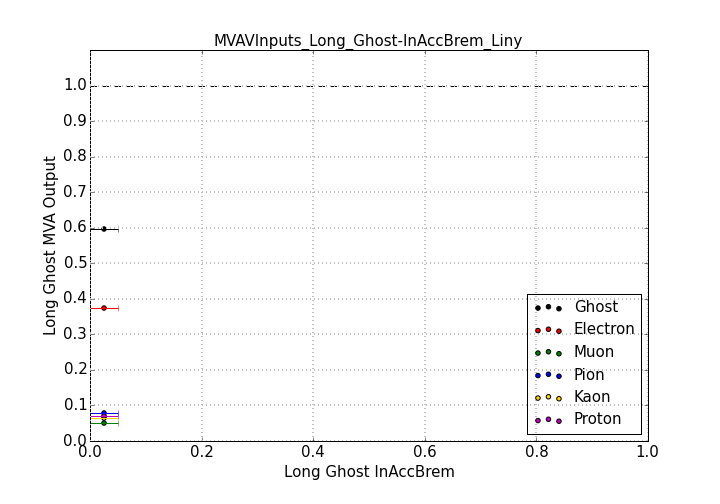 MVAVInputs_Long_Ghost-InAccBrem_Liny
1.0
0.9
0.8
0.7
0.6
0.5
0.4
0.3
0.2
0.1
0.0
Long Ghost MVA Output
Ghost
Electron
Muon
Pion
Kaon
Proton
0.0 0.2 0.4 0.6 0.8 1.0
Long Ghost InAccBrem